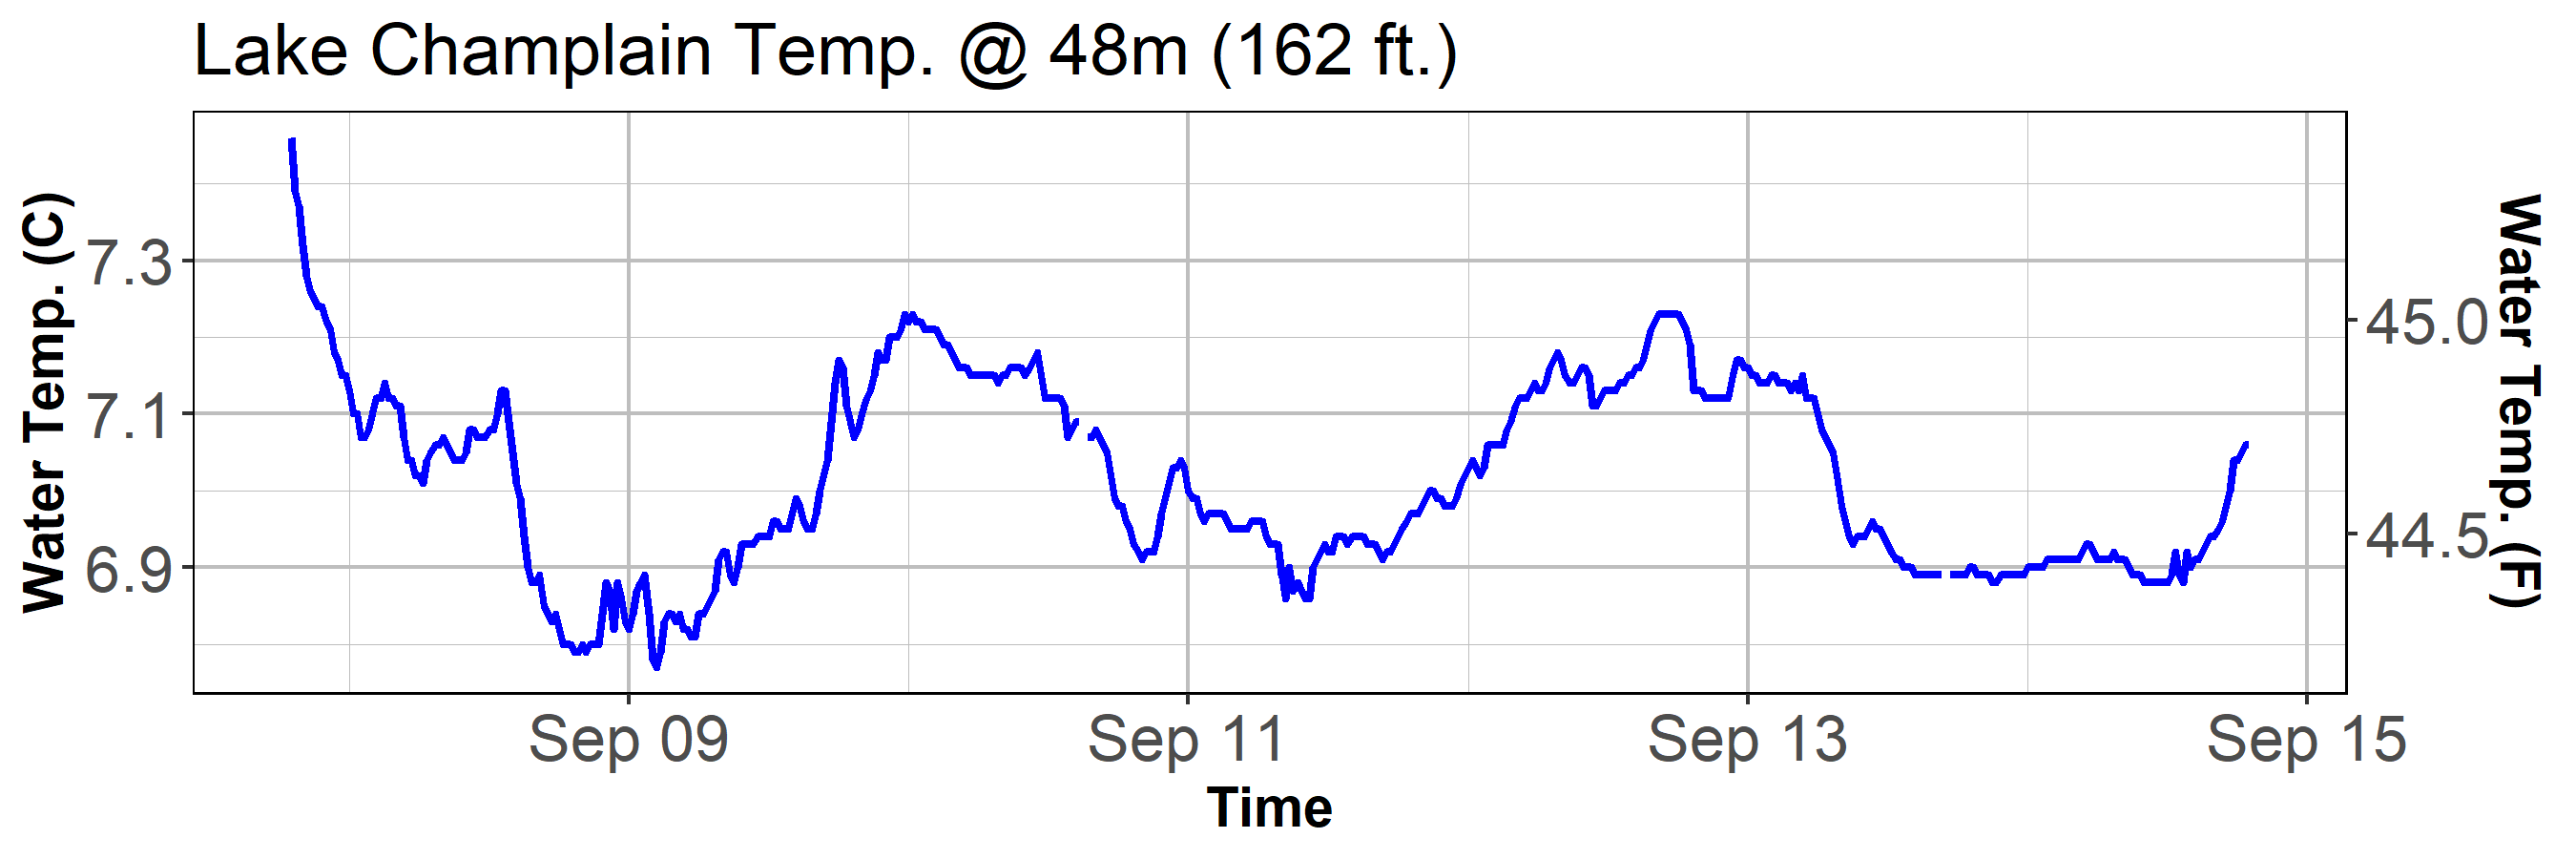 Lake Champlain Temp. @ 48m (162 ft.)
Water Temp. (C)
7.3
7.1
6.9
45.0
44.5
Water Temp. (F)
Sep 09
Sep 11
Sep 13
Sep 15
Time